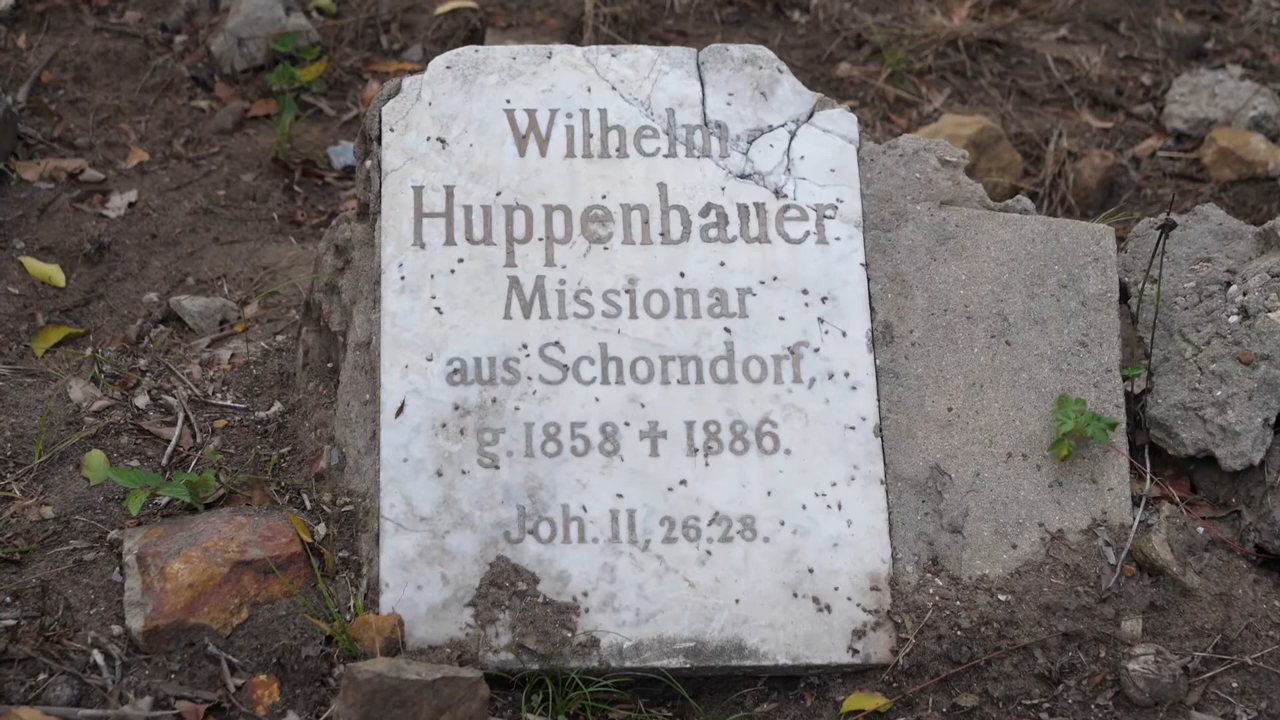 Wilhelm
Huppenbauer
Missionar
aus Schorndorf,
g. 1858 ✝ 1886.
Joh. 11, 26.28.